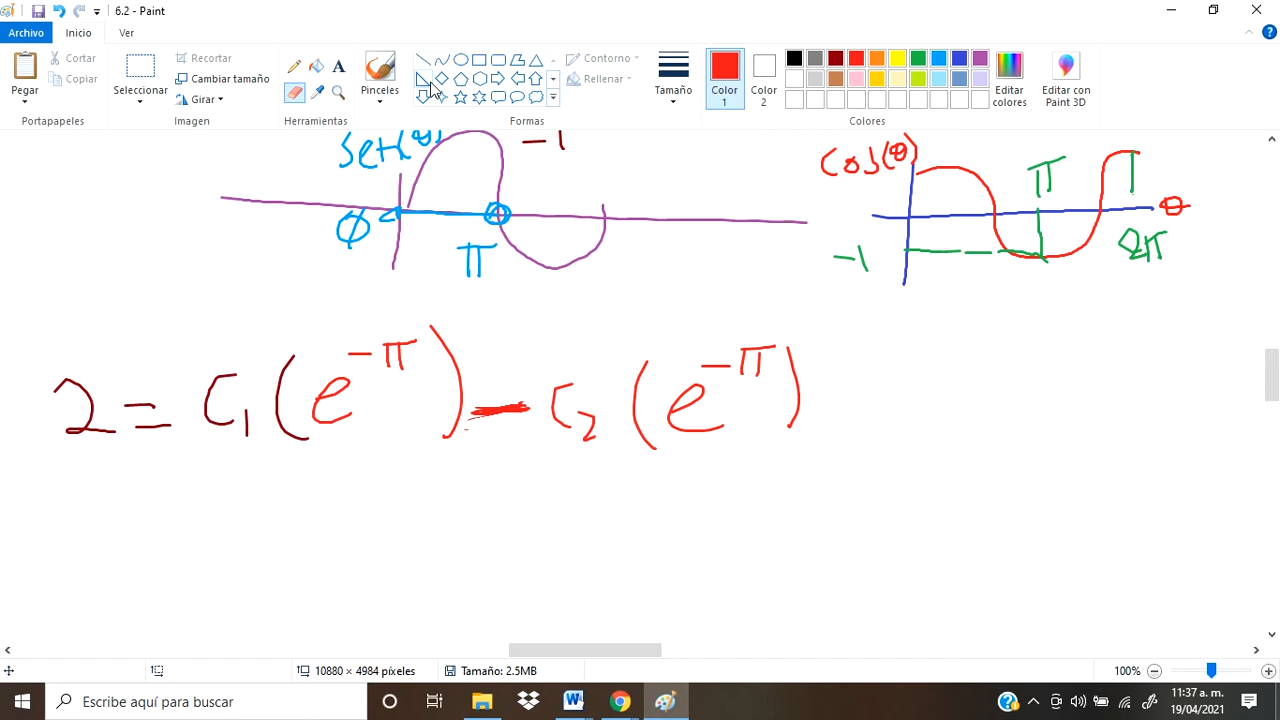 6.2 - Paint
Archivo Inicio Ver
Pegar
Cortar
Copiar
Portapapeles
Seleccionar
Recortar
Cambiar tamaño
Girar
Imagen
A
Herramientas
Pinceles
Contorno
Rellenar
Formas
Tamaño
Color 1
Color 2
Editar colores
Editar con Paint 3D
Colores
Sen(θ)
-1
0
π
Cos(θ)
π
θ
-1
2π
2 = C₁ (e^-π) - C₂ (e^-π)
10880 × 4984 píxeles
Tamaño: 2.5MB
100%
Escribe aquí para buscar
11:37 a. m.
19/04/2021